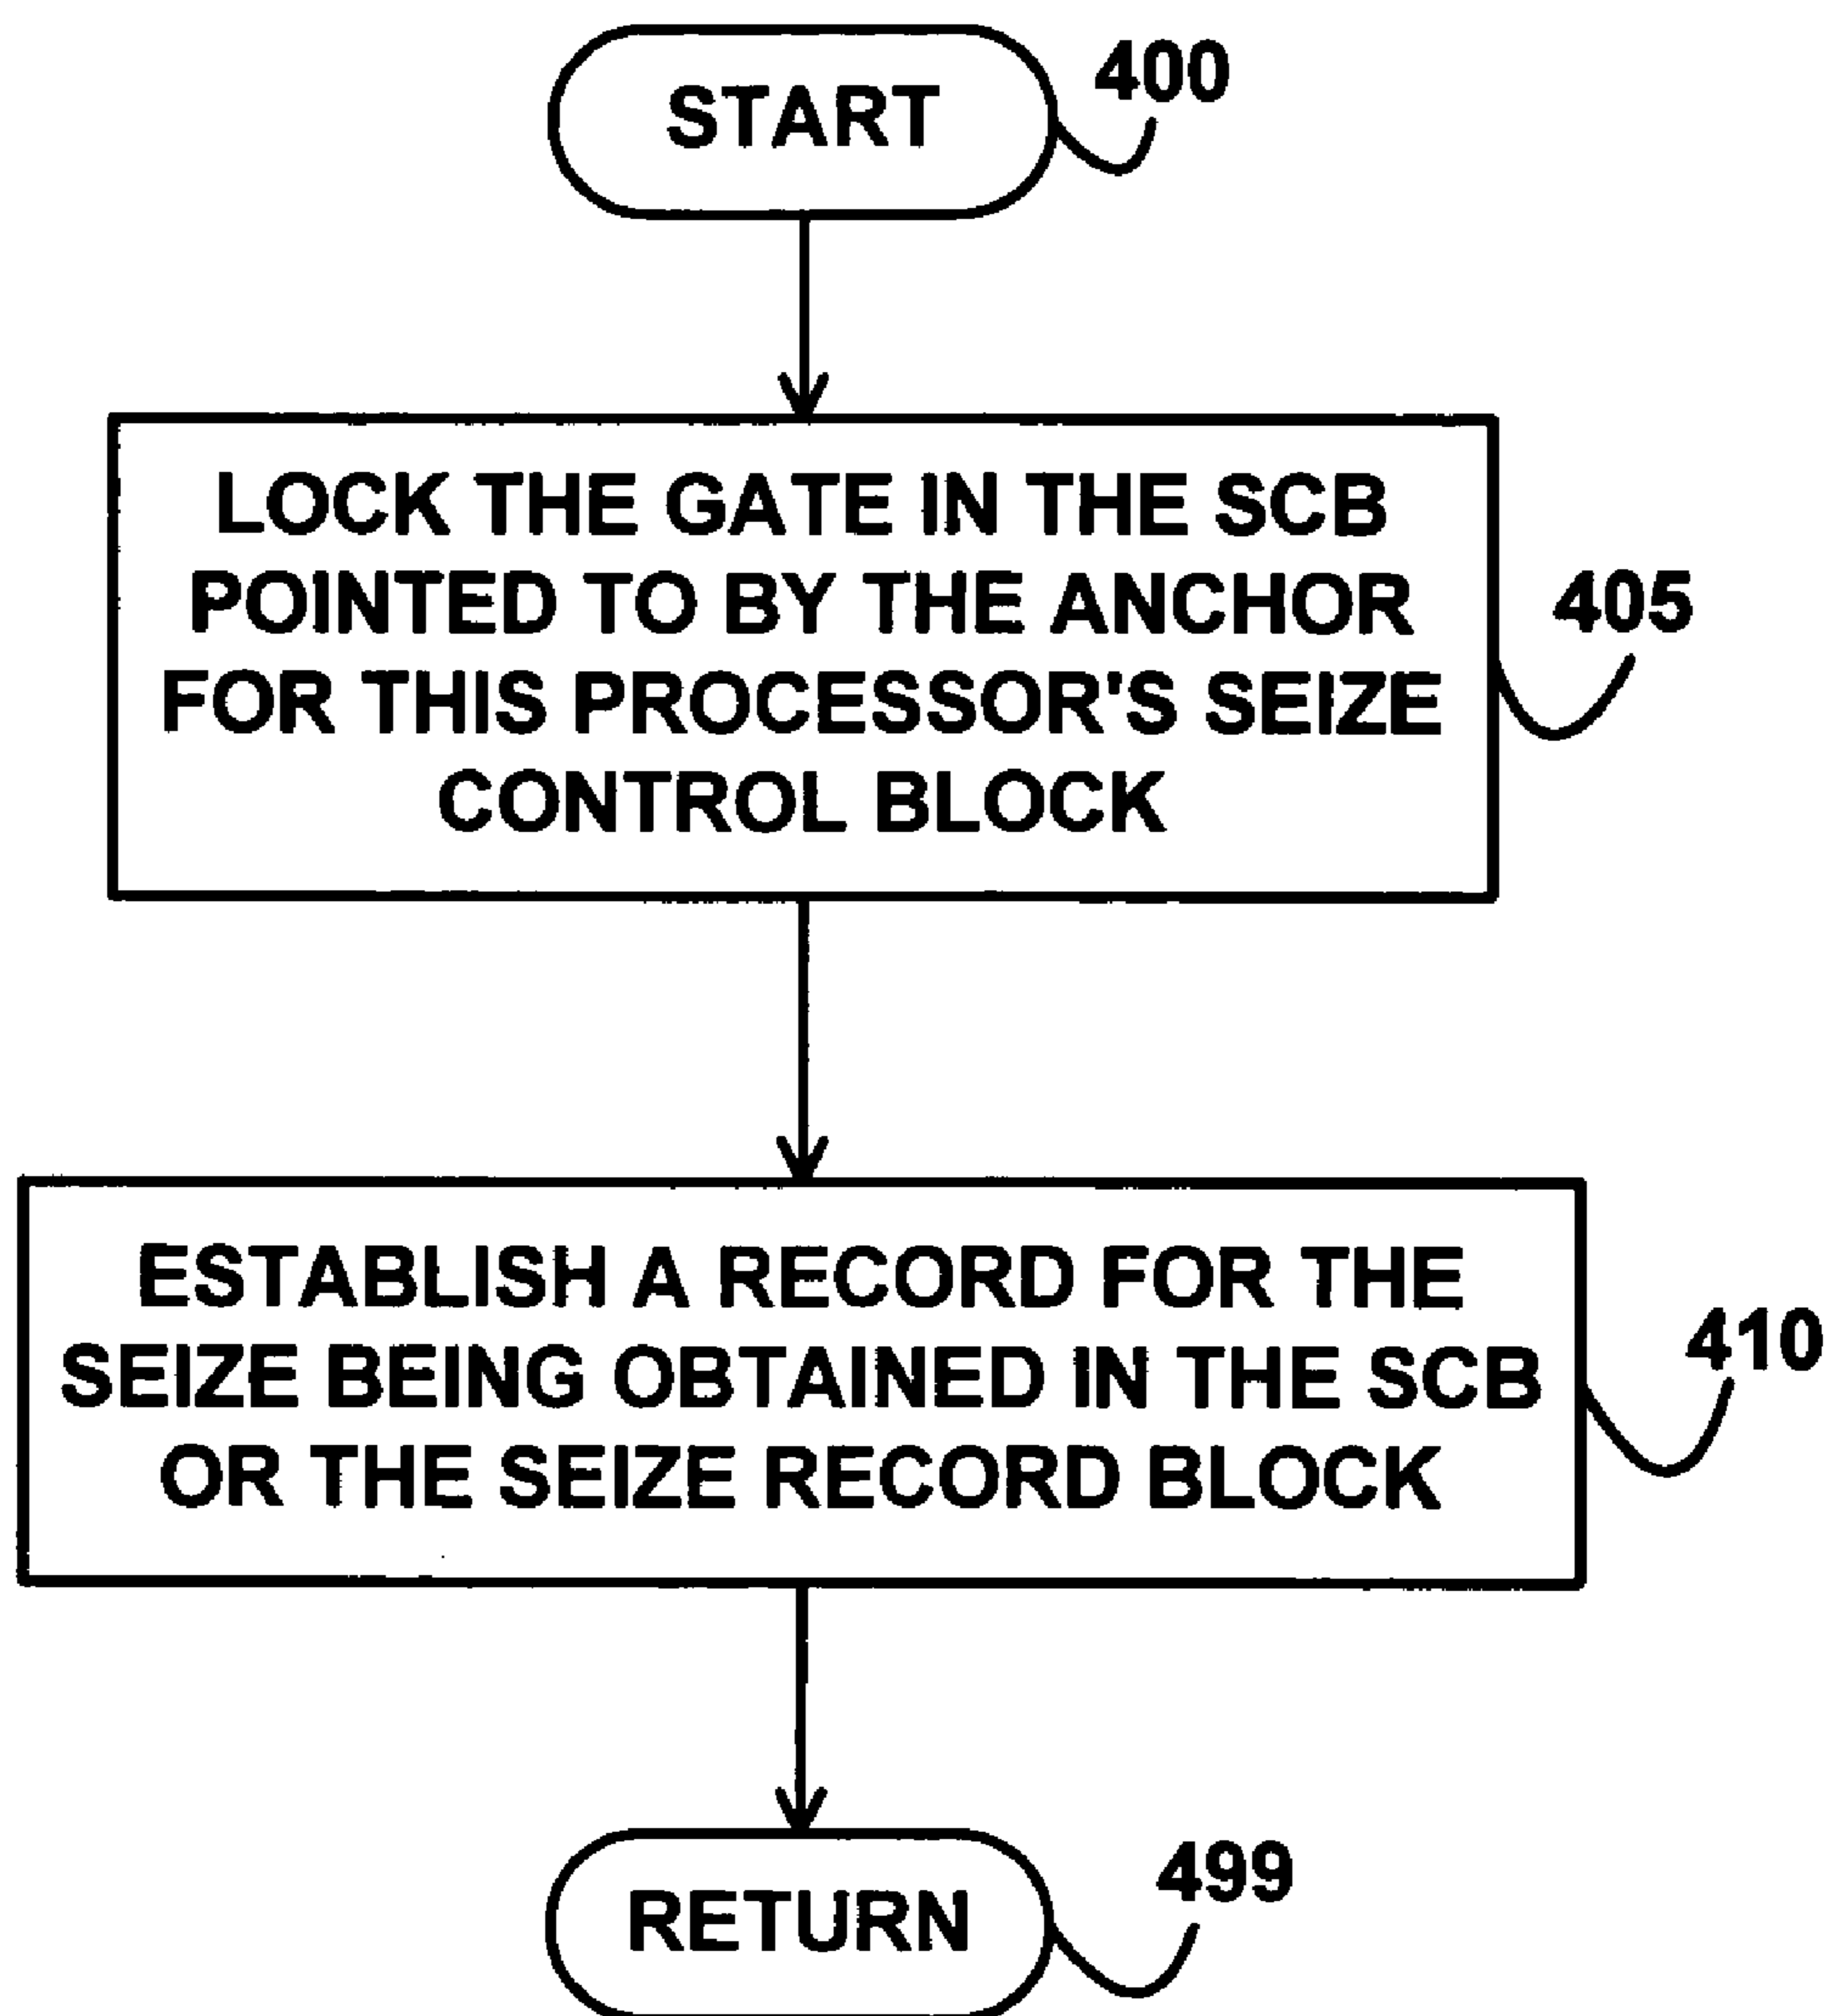 START
400
LOCK THE GATE IN THE SCB
POINTED TO BY THE ANCHOR
FOR THIS PROCESSOR'S SEIZE
CONTROL BLOCK
405
ESTABLISH A RECORD FOR THE
SEIZE BEING OBTAINED IN THE SCB
OR THE SEIZE RECORD BLOCK
410
RETURN
499